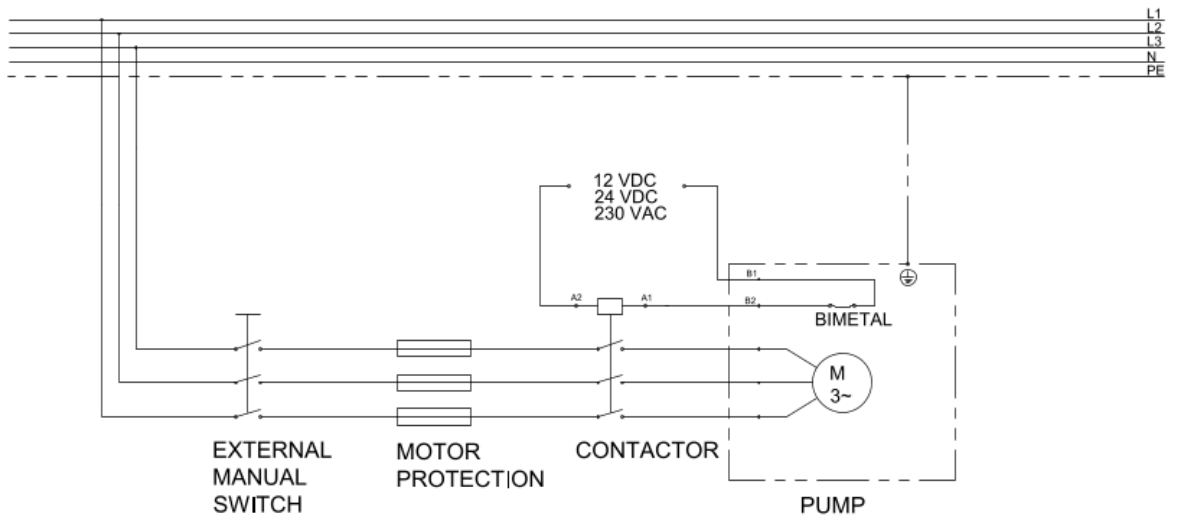 L1
L2
L3
N
PE
12 VDC
24 VDC
230 VAC
B1
A2
A1
B2
BIMETAL
M
3~
EXTERNAL
MANUAL
SWITCH
MOTOR
PROTECTION
CONTACTOR
PUMP